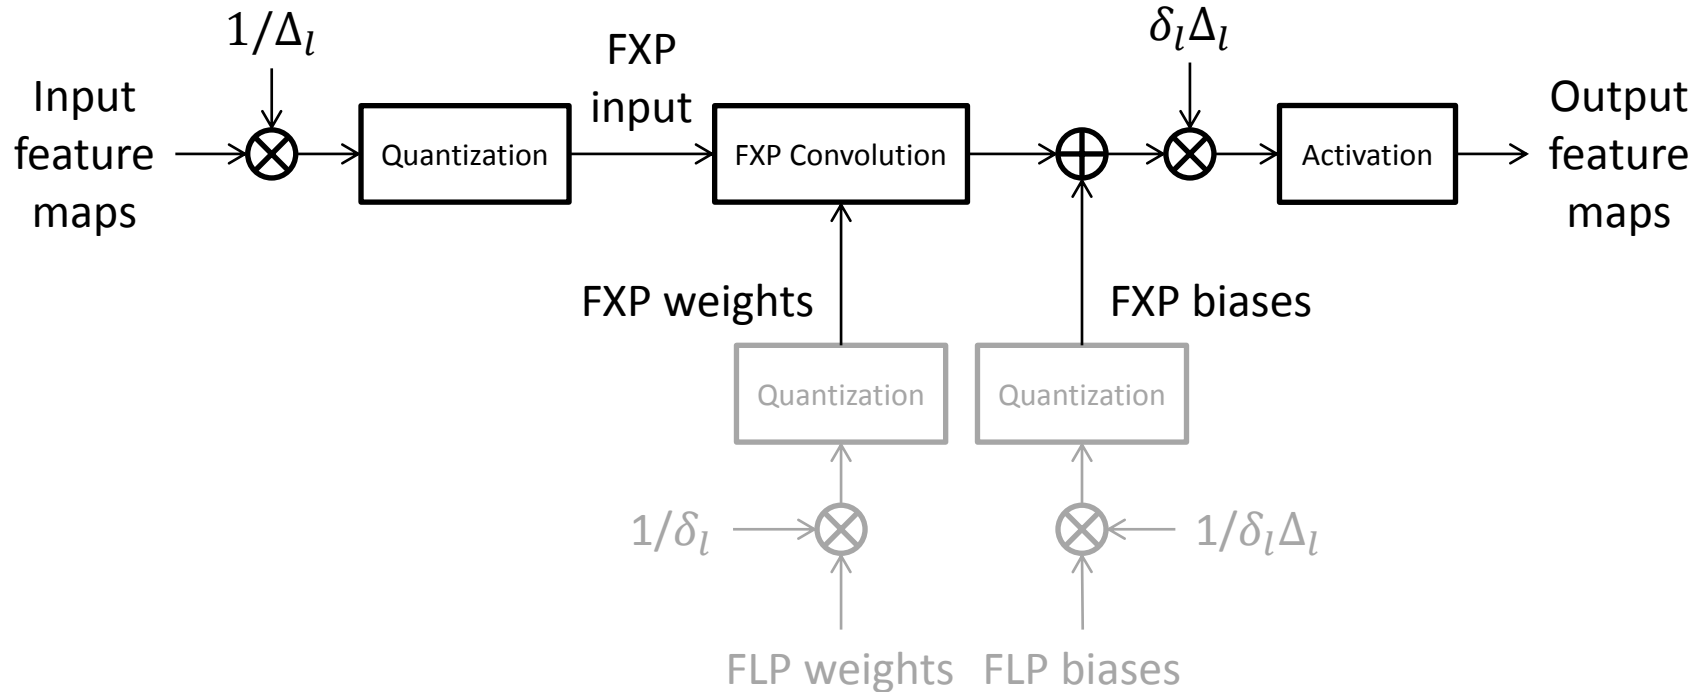 1/Δ_l
FXP
input
δ_lΔ_l
Input
feature
maps
Quantization
FXP Convolution
Activation
Output
feature
maps
FXP weights
FXP biases
Quantization
Quantization
1/δ_l
1/δ_lΔ_l
FLP weights
FLP biases